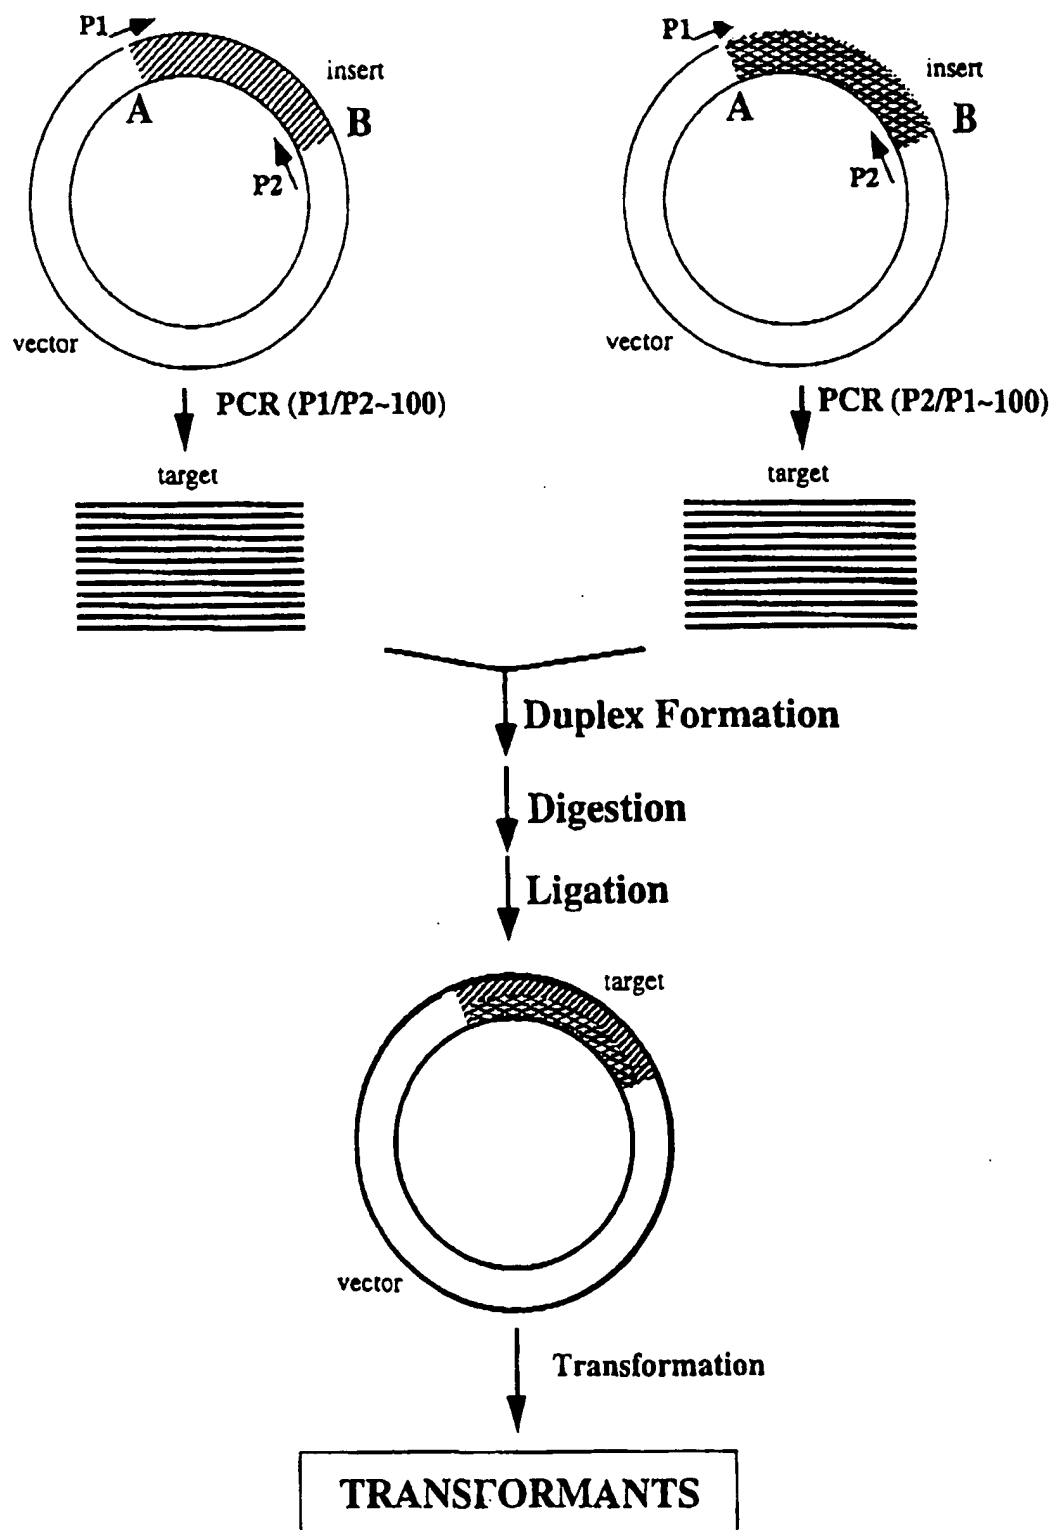 P1
insert
A
B
P2
vector
PCR (P1/P2~100)
target
P1
insert
A
B
P2
vector
PCR (P2/P1~100)
target
Duplex Formation
Digestion
Ligation
target
vector
Transformation
TRANSFORMANTS